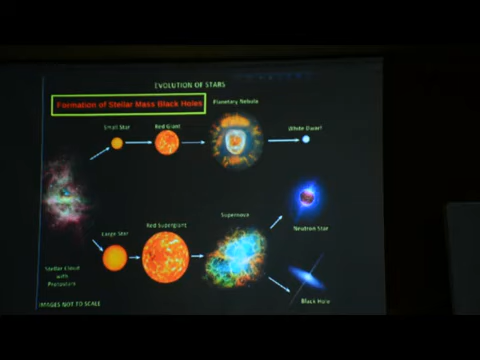 EVOLUTION OF STARS
Formation of Stellar Mass Black Holes
Planetary Nebula
Small Star
Red Giant
White Dwarf
Large Star
Red Supergiant
Supernova
Neutron Star
Stellar Cloud
with
Protostars
Black Hole
IMAGES NOT TO SCALE